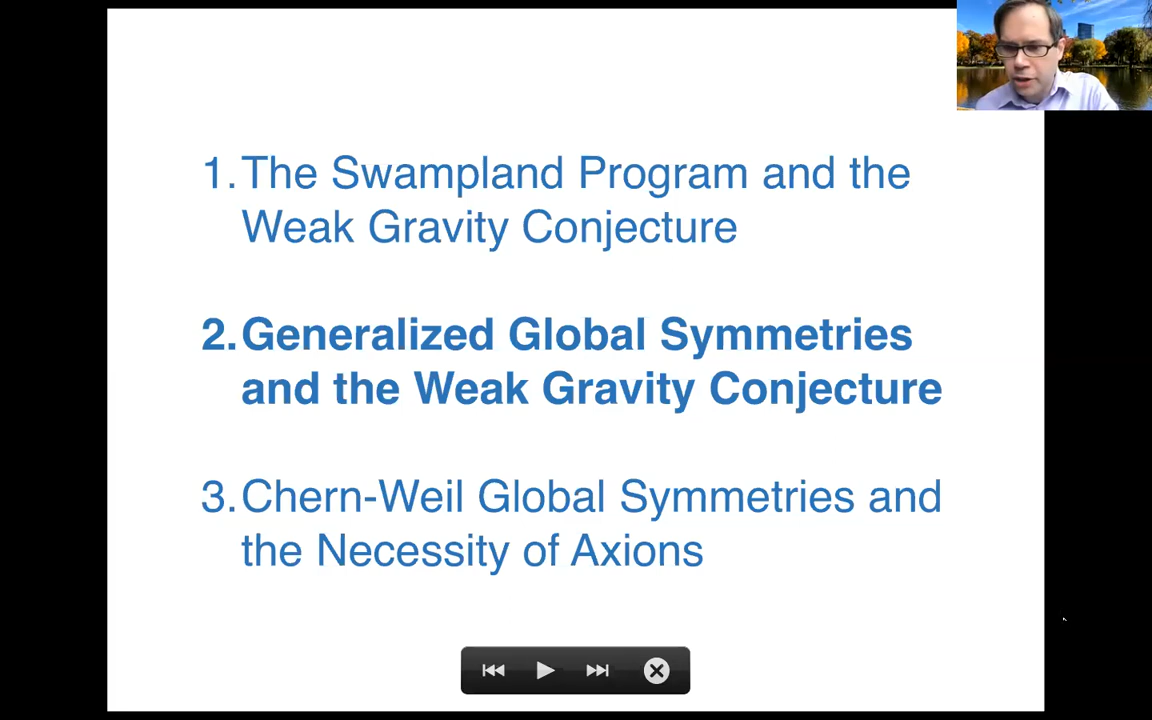 1. The Swampland Program and the
Weak Gravity Conjecture
2. Generalized Global Symmetries
and the Weak Gravity Conjecture
3. Chern-Weil Global Symmetries and
the Necessity of Axions